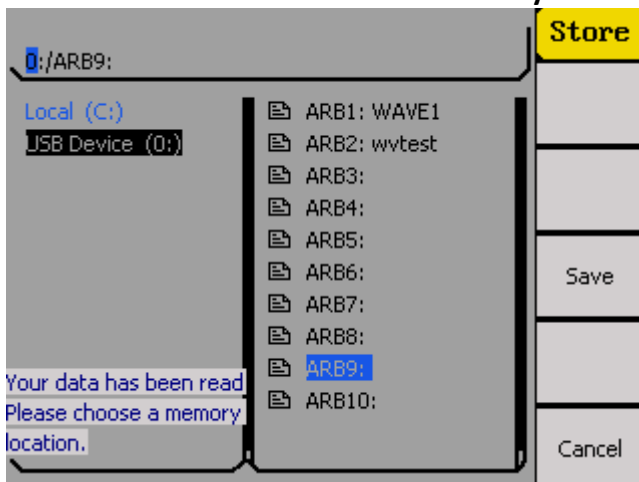 Store
0:/ARB9:
Local (C:)
USB Device (0:)
ARB1: WAVE1
ARB2: wvtest
ARB3:
ARB4:
ARB5:
ARB6:
ARB7:
ARB8:
ARB9:
ARB10:
Your data has been read
Please choose a memory
location.
Save
Cancel